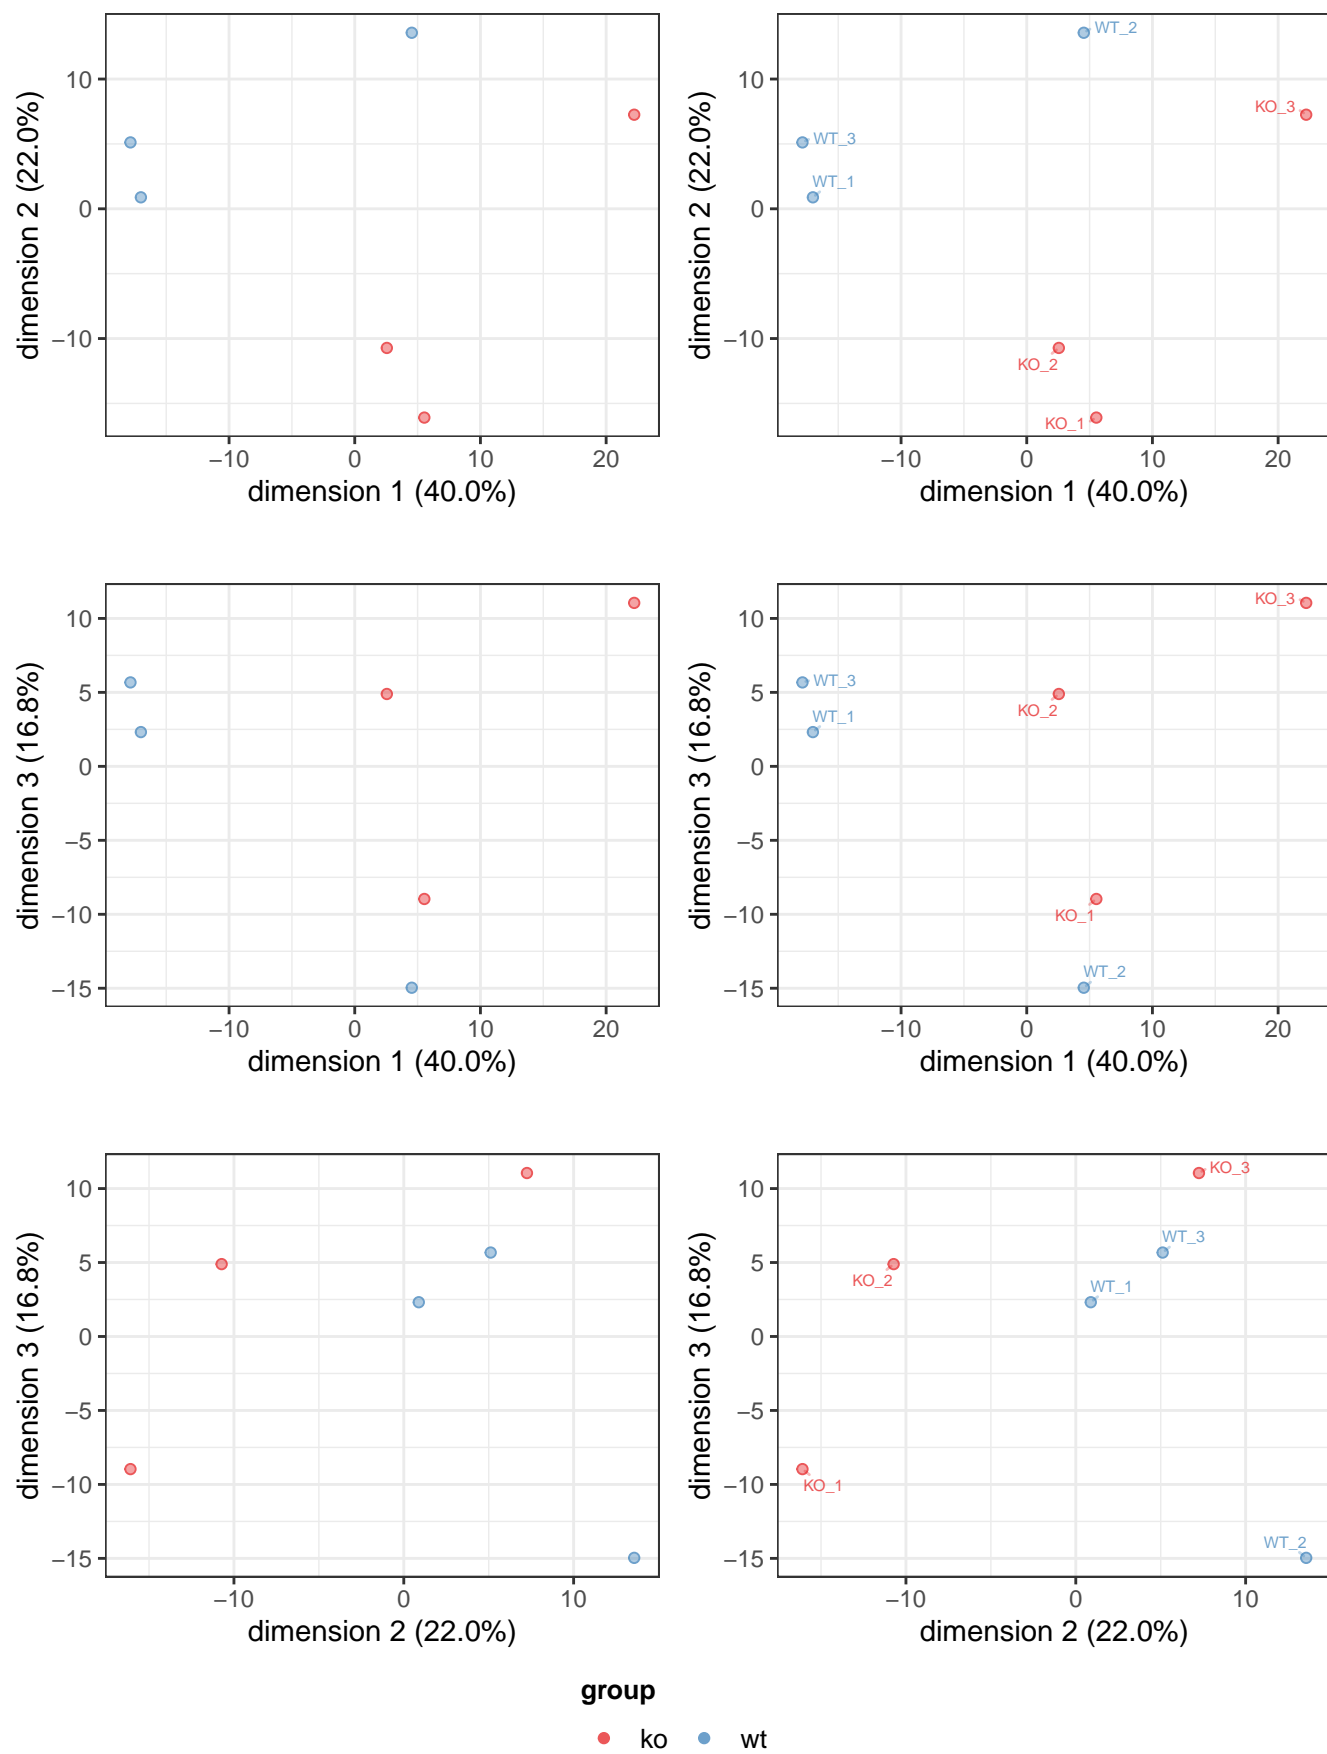 10
0
−10
dimension 2 (22.0%)
−10 0 10 20
dimension 1 (40.0%)
WT_2
KO_3
WT_3
WT_1
KO_2
KO_1
10
0
−10
dimension 2 (22.0%)
−10 0 10 20
dimension 1 (40.0%)
10
5
0
−5
−10
−15
dimension 3 (16.8%)
−10 0 10 20
dimension 1 (40.0%)
KO_3
WT_3
KO_2
WT_1
KO_1
WT_2
10
5
0
−5
−10
−15
dimension 3 (16.8%)
−10 0 10 20
dimension 1 (40.0%)
10
5
0
−5
−10
−15
dimension 3 (16.8%)
−10 0 10
dimension 2 (22.0%)
KO_3
WT_3
KO_2
WT_1
KO_1
WT_2
10
5
0
−5
−10
−15
dimension 3 (16.8%)
−10 0 10
dimension 2 (22.0%)
group
ko wt